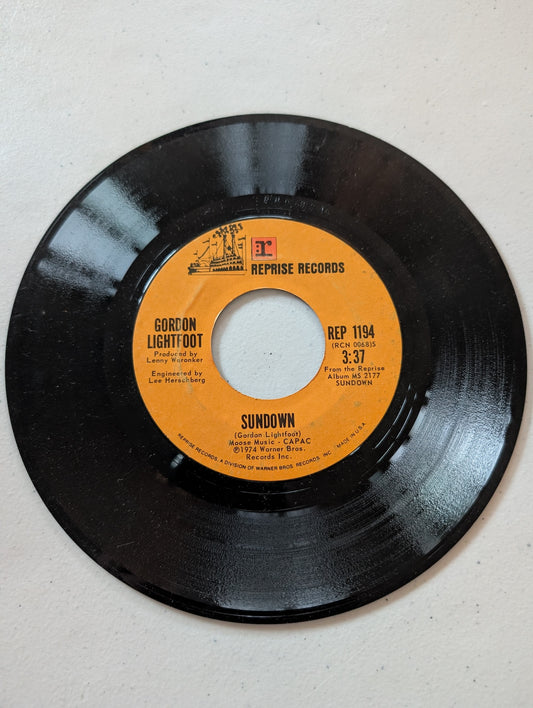 r:
REPRISE RECORDS
GORDON
LIGHTFOOT
Produced by
Lenny Waronker
Engineered by
Lee Herschberg
REP 1194
(RCN 0068)S
3:37
From the Reprise
Album MS 2177
SUNDOWN
SUNDOWN
(Gordon Lightfoot)
Moose Music - CAPAC
℗1974 Warner Bros.
Records Inc.
REPRISE RECORDS, A DIVISION OF WARNER BROS. RECORDS INC. MADE IN U.S.A.